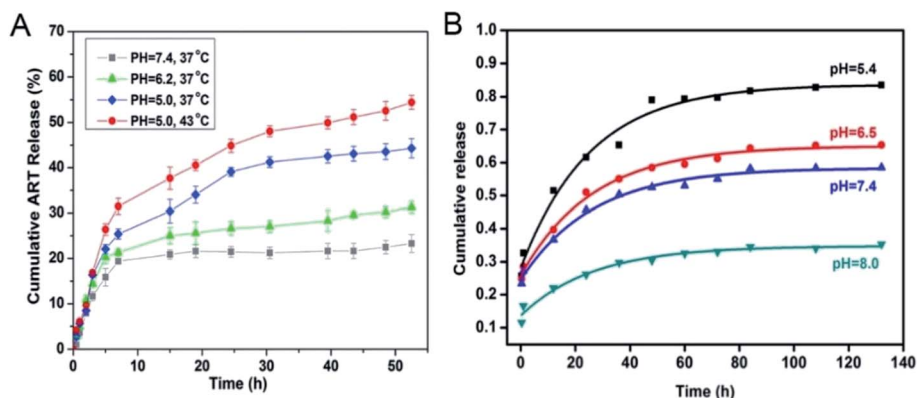 A
Cumulative ART Release (%)
70
60
50
40
30
20
10
0
PH=7.4, 37°C
PH=6.2, 37°C
PH=5.0, 37°C
PH=5.0, 43°C
0 10 20 30 40 50
Time (h)
B
Cumulative release
1.0
0.9
0.8
0.7
0.6
0.5
0.4
0.3
0.2
0.1
pH=5.4
pH=6.5
pH=7.4
pH=8.0
0 20 40 60 80 100 120 140
Time (h)